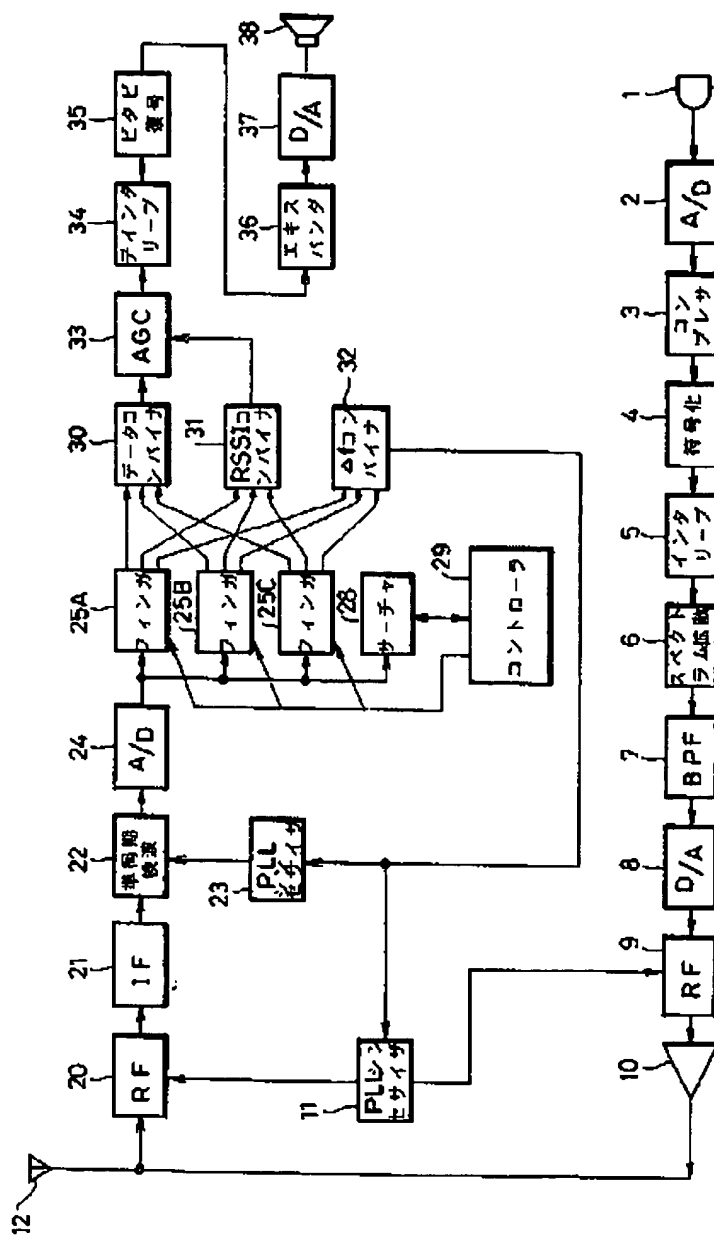 12
20
RF
21
IF
22
準同期
検波
24
A/D
25A
フィンガ
25B
フィンガ
25C
フィンガ
28
サーチャ
29
コントローラ
30
データコ
ンバイナ
31
RSSIコ
ンバイナ
32
Δfコン
バイナ
33
AGC
34
デインタ
リーブ
35
ビタビ
復号
36
エキス
パンダ
37
D/A
38
23
PLL
シン
セサイザ
11
PLLシン
セサイザ
1
2
A/D
3
コン
プレサ
4
符号化
5
インタ
リーブ
6
スペクト
ラム拡散
7
BPF
8
D/A
9
RF
10